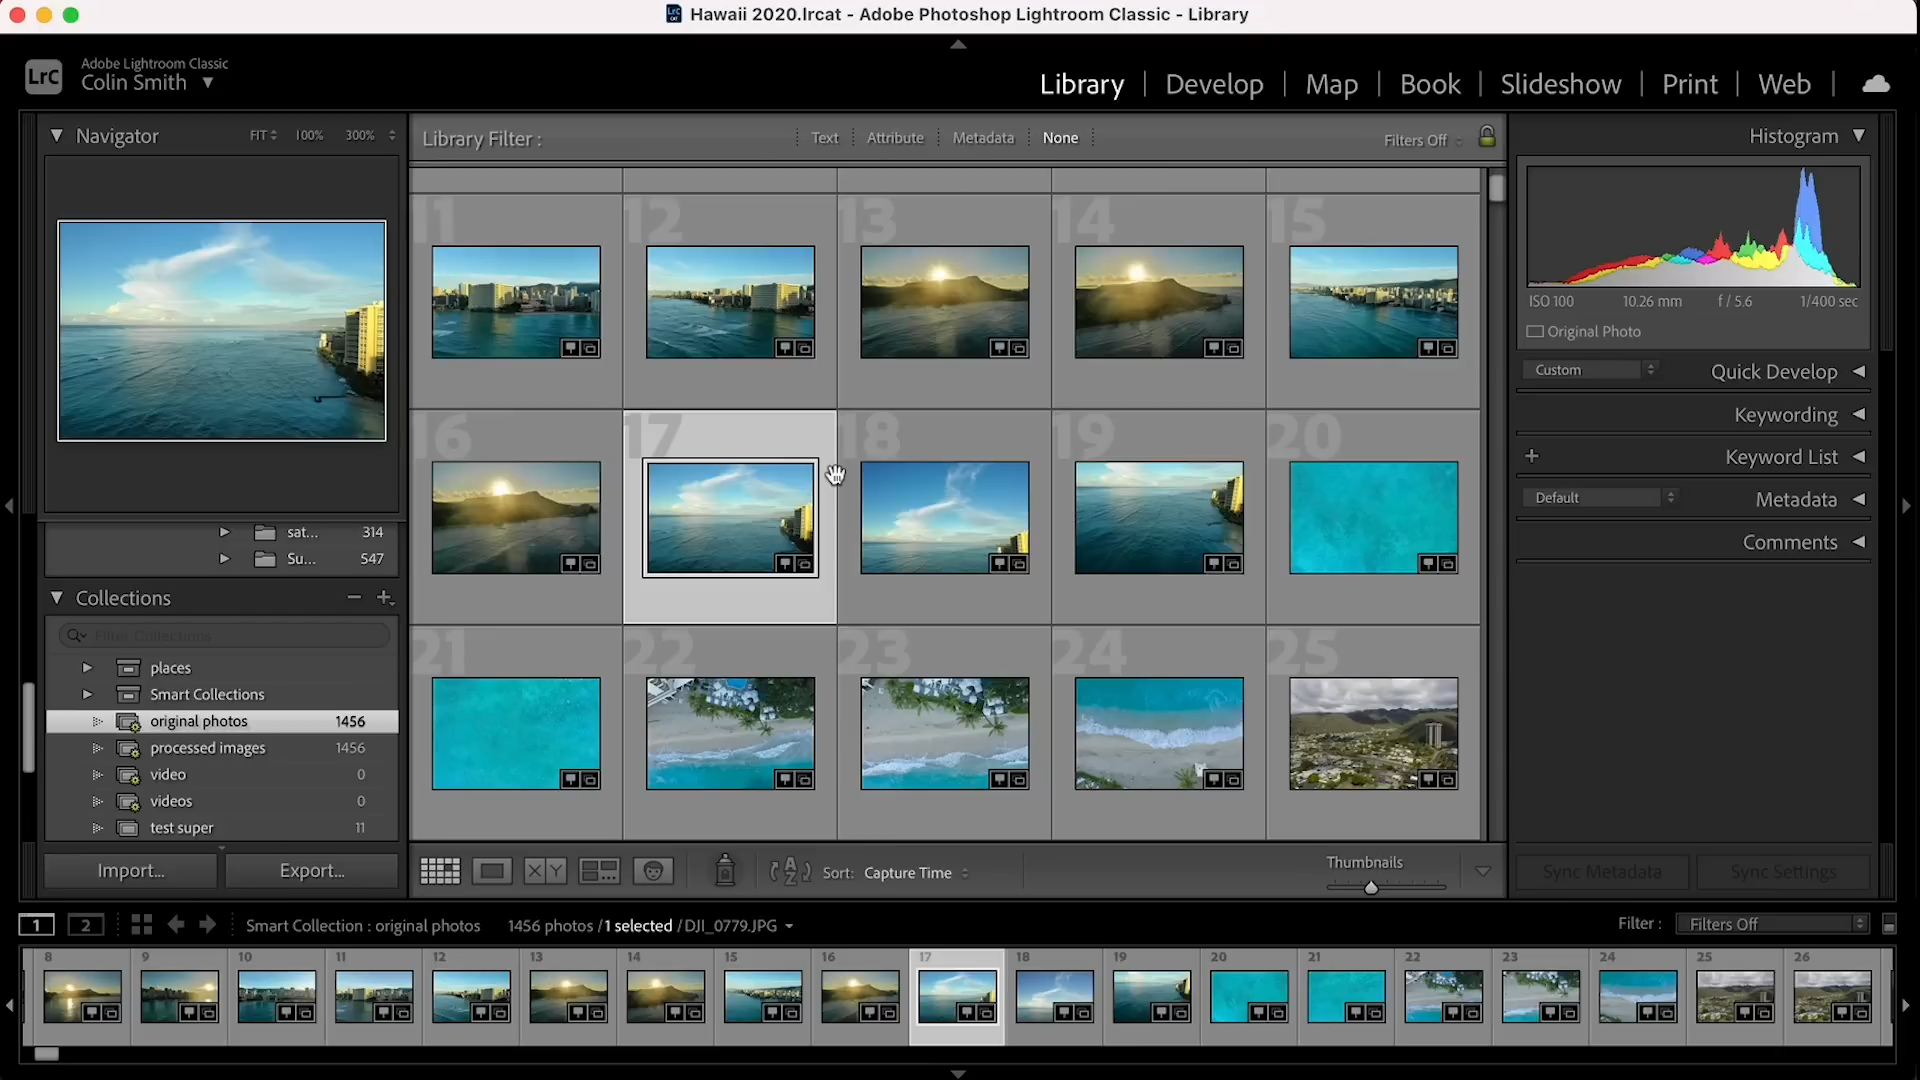 LrC Hawaii 2020.lrcat - Adobe Photoshop Lightroom Classic - Library
LrC
Adobe Lightroom Classic
Colin Smith
Library
Develop
Map
Book
Slideshow
Print
Web
Navigator
FIT
100%
300%
Library Filter :
Text
Attribute
Metadata
None
Filters Off
Histogram
11
12
13
14
15
ISO 100
10.26 mm
f / 5.6
1/400 sec
Original Photo
Custom
Quick Develop
Keywording
16
17
18
19
20
Keyword List
Default
Metadata
Comments
sat... 314
Su... 547
Collections
Filter Collections
places
Smart Collections
original photos 1456
processed images 1456
video 0
videos 0
test super 11
21
22
23
24
25
Import...
Export...
XY
AZ
Sort: Capture Time
Thumbnails
Sync Metadata
Sync Settings
1
2
Smart Collection : original photos
1456 photos / 1 selected / DJI_0779.JPG
Filter :
Filters Off
8
9
10
11
12
13
14
15
16
17
18
19
20
21
22
23
24
25
26